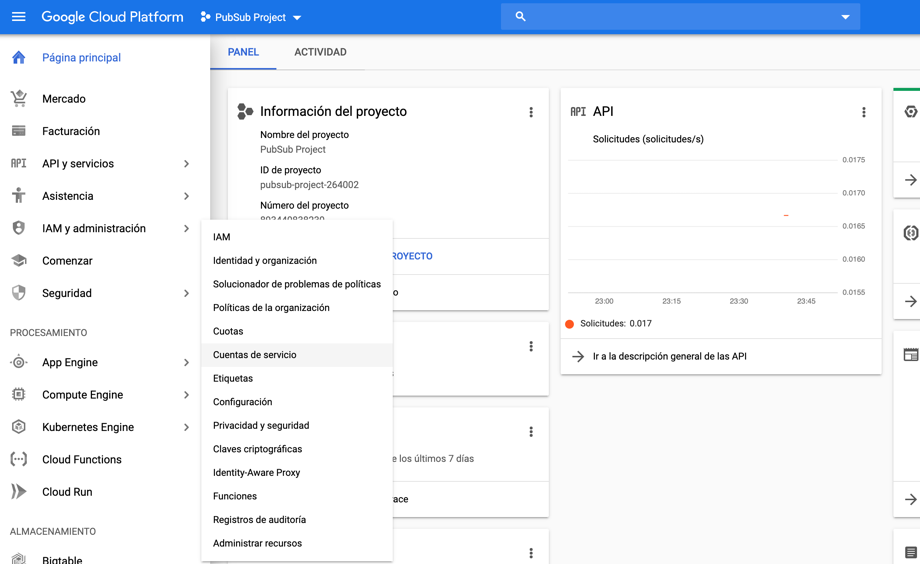 Google Cloud Platform
PubSub Project
Página principal
Mercado
Facturación
API y servicios
Asistencia
IAM y administración
Comenzar
Seguridad
PROCESAMIENTO
App Engine
Compute Engine
Kubernetes Engine
Cloud Functions
Cloud Run
ALMACENAMIENTO
Bigtable
IAM
Identidad y organización
Solucionador de problemas de políticas
Políticas de la organización
Cuotas
Cuentas de servicio
Etiquetas
Configuración
Privacidad y seguridad
Claves criptográficas
Identity-Aware Proxy
Funciones
Registros de auditoría
Administrar recursos
PANEL
ACTIVIDAD
Información del proyecto
Nombre del proyecto
PubSub Project
ID de proyecto
pubsub-project-264002
Número del proyecto
ROYECTO
o
e los últimos 7 días
ace
API API
Solicitudes (solicitudes/s)
0.0175
0.0170
0.0165
0.0160
0.0155
23:00 23:15 23:30 23:45
Solicitudes: 0.017
Ir a la descripción general de las API